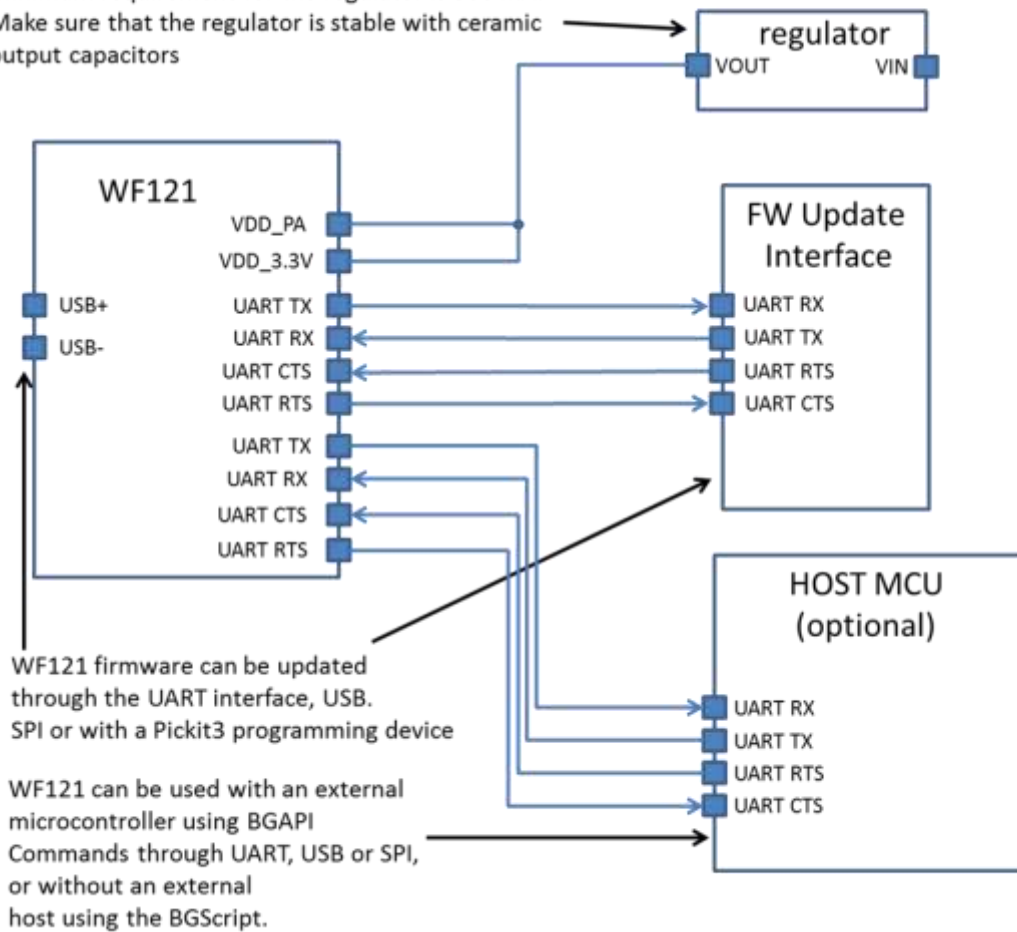 Make sure that the regulator is stable with ceramic
output capacitors
regulator
VOUT
VIN
WF121
VDD_PA
VDD_3.3V
USB+
USB-
UART TX
UART RX
UART CTS
UART RTS
UART TX
UART RX
UART CTS
UART RTS
FW Update
Interface
UART RX
UART TX
UART RTS
UART CTS
HOST MCU
(optional)
UART RX
UART TX
UART RTS
UART CTS
WF121 firmware can be updated
through the UART interface, USB.
SPI or with a Pickit3 programming device
WF121 can be used with an external
microcontroller using BGAPI
Commands through UART, USB or SPI,
or without an external
host using the BGScript.